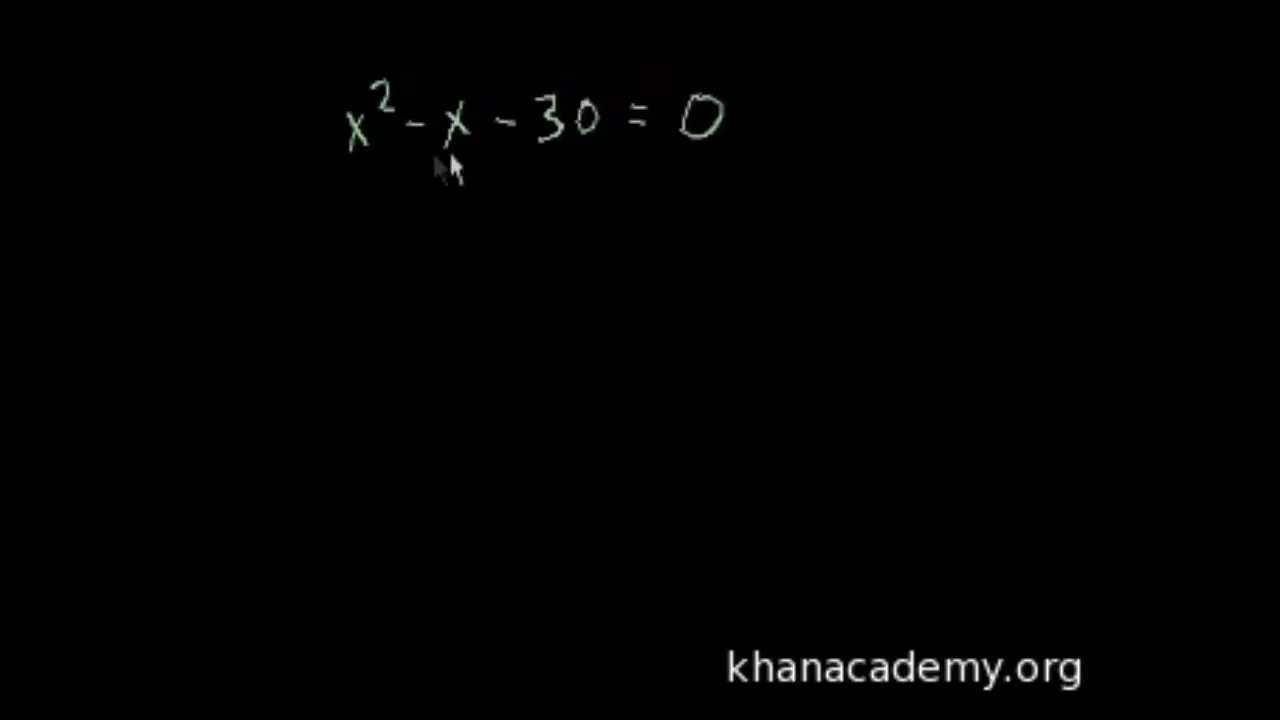 x² - x - 30 = 0
khanacademy.org